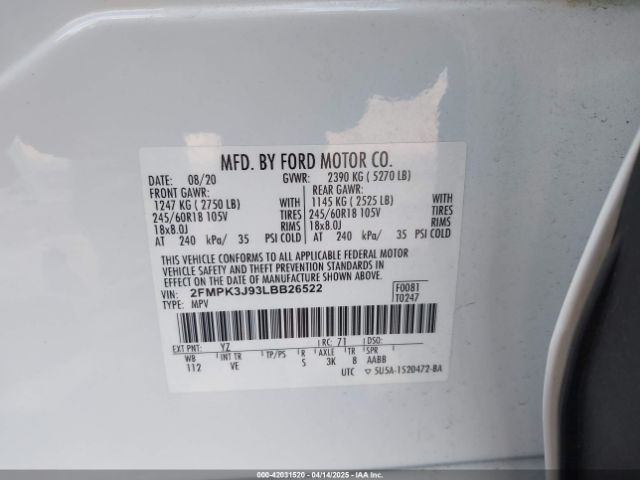 MFD. BY FORD MOTOR CO.
DATE: 08/20 GVWR: 2390 KG ( 5270 LB)
FRONT GAWR: REAR GAWR:
1247 KG ( 2750 LB) WITH 1145 KG ( 2525 LB) WITH
245/60R18 105V TIRES 245/60R18 105V TIRES
18x8.0J RIMS 18x8.0J RIMS
AT 240 kPa/ 35 PSI COLD AT 240 kPa/ 35 PSI COLD
THIS VEHICLE CONFORMS TO ALL APPLICABLE FEDERAL MOTOR
VEHICLE SAFETY AND THEFT PREVENTION STANDARDS IN
EFFECT ON THE DATE OF MANUFACTURE SHOWN ABOVE.
VIN: 2FMPK3J93LBB26522 F0081
TYPE: MPV T0247
EXT PNT: YZ RC: 71 DSO:
WB INT TR TP/PS R AXLE TR SPR
112 VE S 3K 8 AABB
UTC ▽ 5U5A-1520472-BA
000-42031520 04/14/2025 IAAI.COM